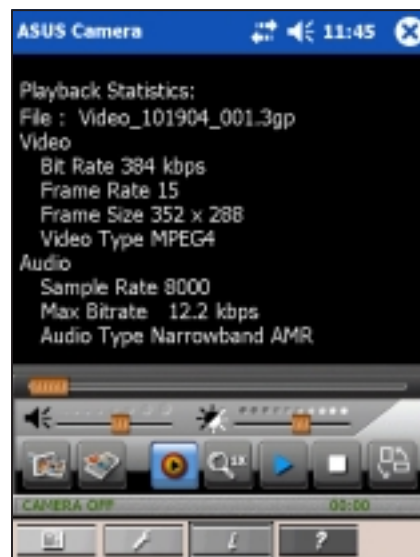 ASUS Camera 11:45
Playback Statistics:
File : Video_101904_001.3gp
Video
Bit Rate 384 kbps
Frame Rate 15
Frame Size 352 x 288
Video Type MPEG4
Audio
Sample Rate 8000
Max Bitrate 12.2 kbps
Audio Type Narrowband AMR
1X
CAMERA OFF 00:00
i ?